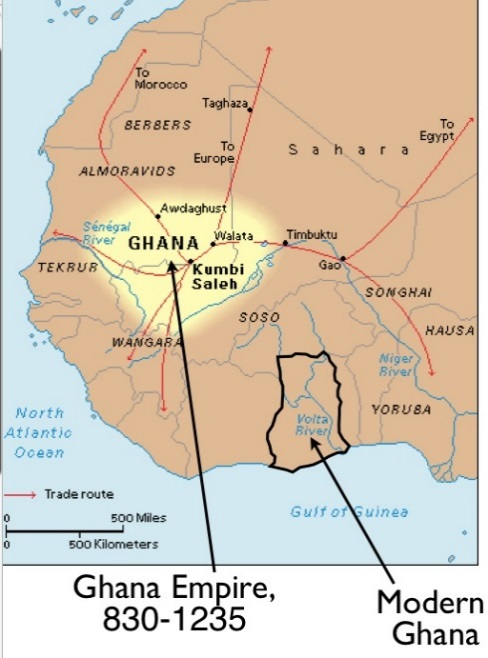 To
Morocco
Taghaza
BERBERS
To
Europe
To
Egypt
Sahara
ALMORAVIDS
Awdaghust
Sénégal
River
GHANA
Walata
Timbuktu
TEKRUR
Kumbi
Saleh
Gao
SONGHAI
SOSO
HAUSA
WANGARA
Niger
River
North
Atlantic
Ocean
Volta
River
YORUBA
Trade route
0 500 Miles
0 500 Kilometers
Gulf of Guinea
Ghana Empire,
830-1235
Modern
Ghana